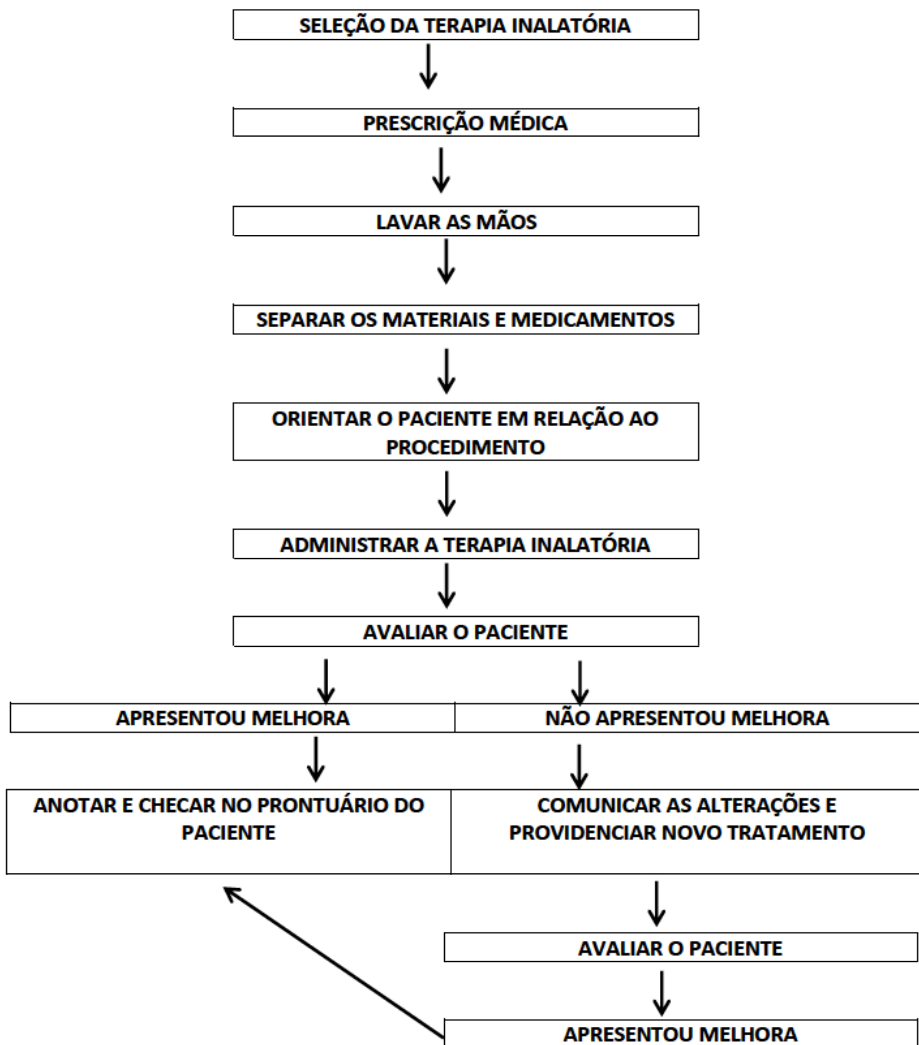 SELEÇÃO DA TERAPIA INALATÓRIA
PRESCRIÇÃO MÉDICA
LAVAR AS MÃOS
SEPARAR OS MATERIAIS E MEDICAMENTOS
ORIENTAR O PACIENTE EM RELAÇÃO AO
PROCEDIMENTO
ADMINISTRAR A TERAPIA INALATÓRIA
AVALIAR O PACIENTE
APRESENTOU MELHORA
NÃO APRESENTOU MELHORA
ANOTAR E CHECAR NO PRONTUÁRIO DO
PACIENTE
COMUNICAR AS ALTERAÇÕES E
PROVIDENCIAR NOVO TRATAMENTO
AVALIAR O PACIENTE
APRESENTOU MELHORA